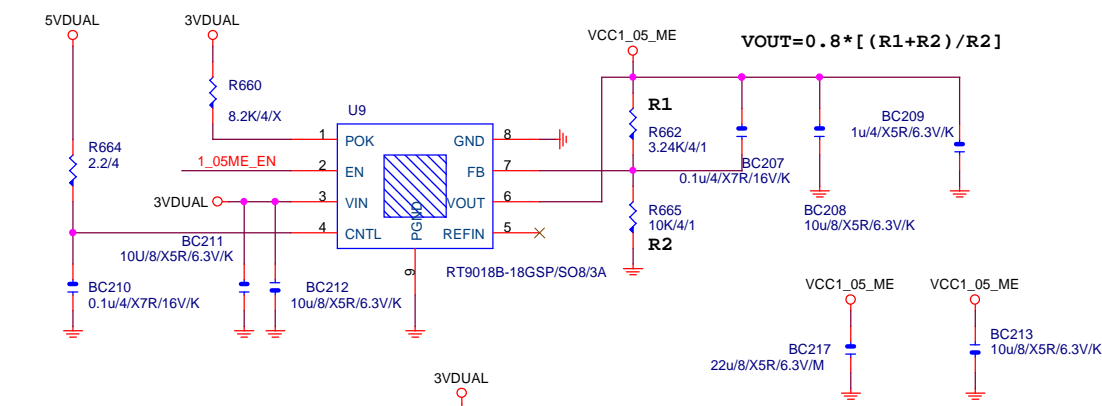 5VDUAL
3VDUAL
VCC1_05_ME
VOUT=0.8*[(R1+R2)/R2]
R660
8.2K/4/X
U9
R1
R662
3.24K/4/1
BC209
1u/4/X5R/6.3V/K
1
POK
GND
8
R664
2.2/4
1_05ME_EN
2
EN
FB
7
BC207
0.1u/4/X7R/16V/K
3VDUAL
3
VIN
VOUT
6
R665
10K/4/1
R2
BC208
10u/8/X5R/6.3V/K
4
CNTL
PGND
REFIN
5
BC211
10U/8/X5R/6.3V/K
9
RT9018B-18GSP/SO8/3A
BC210
0.1u/4/X7R/16V/K
BC212
10u/8/X5R/6.3V/K
VCC1_05_ME
VCC1_05_ME
BC217
22u/8/X5R/6.3V/M
BC213
10u/8/X5R/6.3V/K
3VDUAL